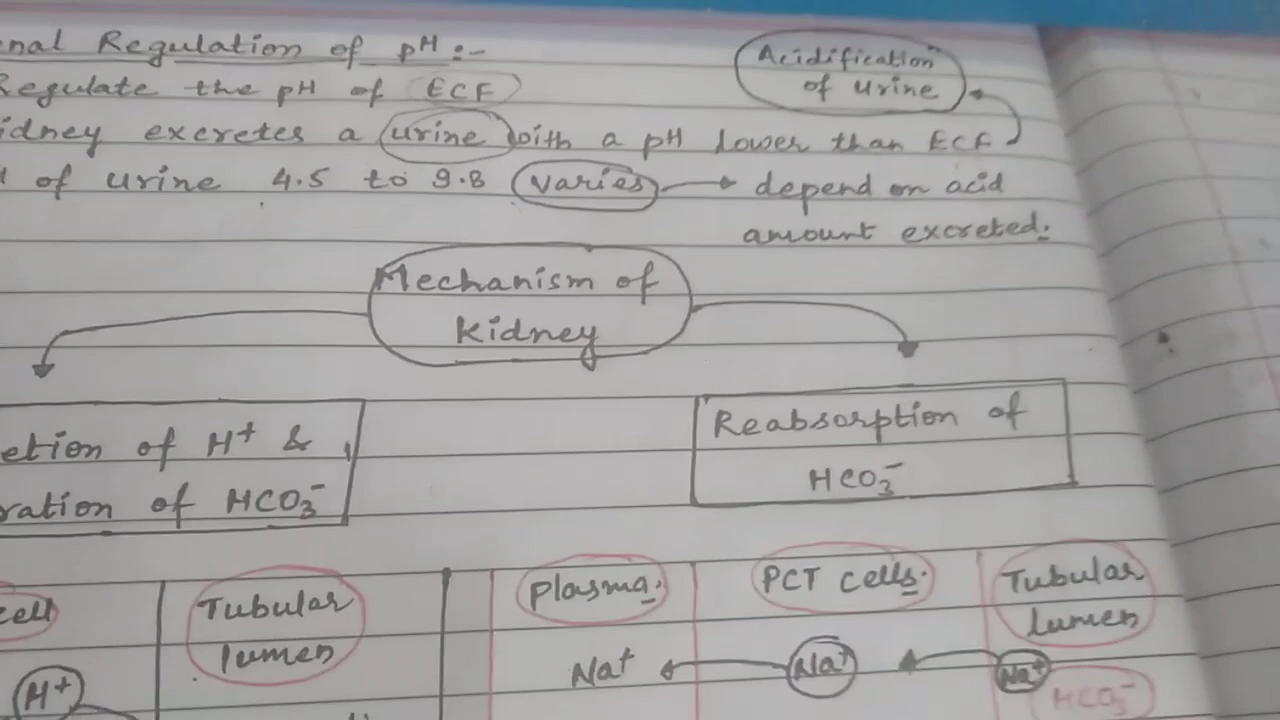 nal Regulation of pH :-
Acidification
of urine
Regulate the pH of ECF
idney excretes a urine with a pH lower than ECF
of urine 4.5 to 9.8 varies → depend on acid
amount excreted.
Mechanism of
kidney
etion of H+ &
ration of HCO3-
Reabsorption of
HCO3-
cell
Tubular
lumen
Plasma.
PCT cells.
Tubular
lumen
H+
Na+ ← Na+ ← Na+
HCO3-